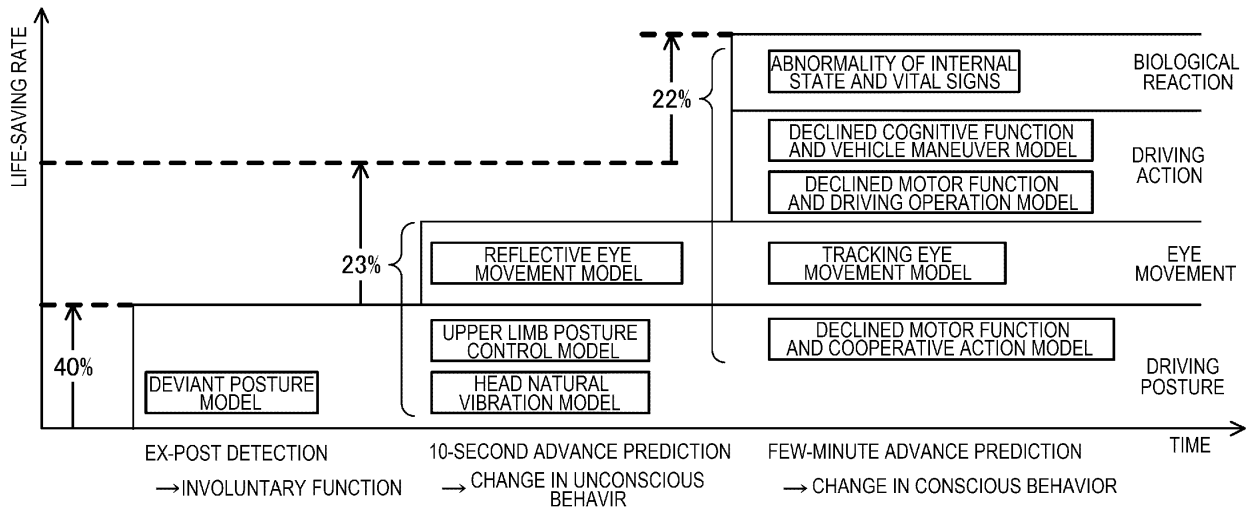 LIFE-SAVING RATE
22%
ABNORMALITY OF INTERNAL
STATE AND VITAL SIGNS
BIOLOGICAL
REACTION
DECLINED COGNITIVE FUNCTION
AND VEHICLE MANEUVER MODEL
DECLINED MOTOR FUNCTION
AND DRIVING OPERATION MODEL
DRIVING
ACTION
23%
REFLECTIVE EYE
MOVEMENT MODEL
TRACKING EYE
MOVEMENT MODEL
EYE
MOVEMENT
40%
DEVIANT POSTURE
MODEL
UPPER LIMB POSTURE
CONTROL MODEL
HEAD NATURAL
VIBRATION MODEL
DECLINED MOTOR FUNCTION
AND COOPERATIVE ACTION MODEL
DRIVING
POSTURE
TIME
EX-POST DETECTION
→INVOLUNTARY FUNCTION
10-SECOND ADVANCE PREDICTION
→ CHANGE IN UNCONSCIOUS
BEHAVIR
FEW-MINUTE ADVANCE PREDICTION
→ CHANGE IN CONSCIOUS BEHAVIOR